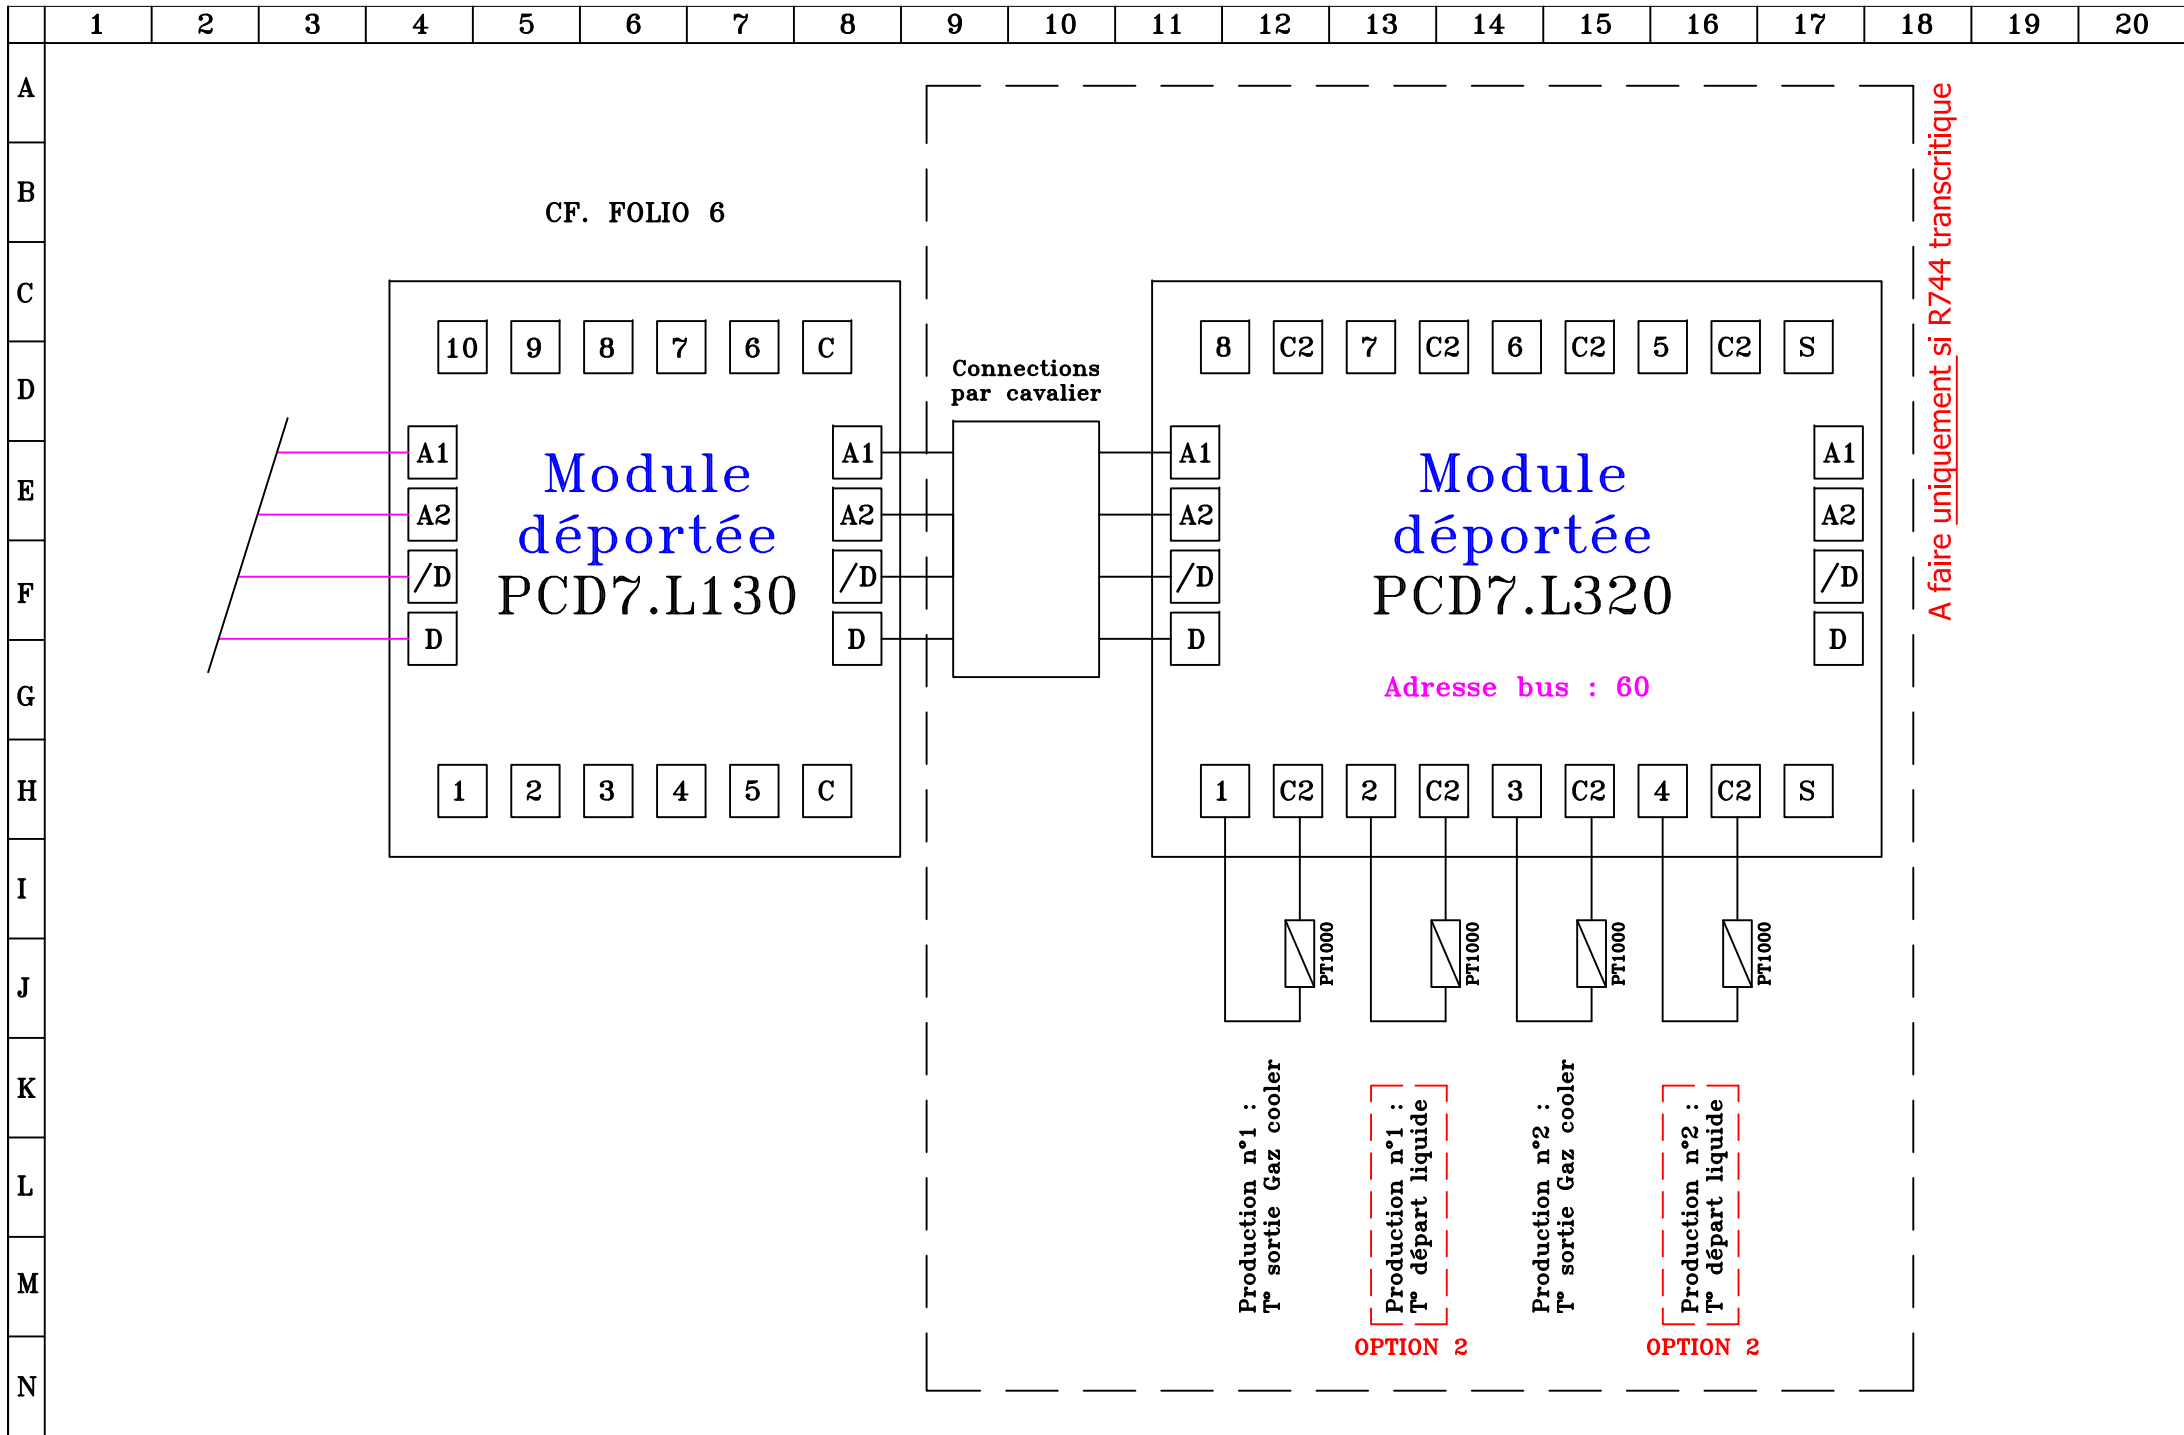 1 2 3 4 5 6 7 8 9 10 11 12 13 14 15 16 17 18 19 20
A
B
C
D
E
F
G
H
I
J
K
L
M
N
CF. FOLIO 6
10 9 8 7 6 C
A1
A2
/D
D
Module
déportée
PCD7.L130
A1
A2
/D
D
1 2 3 4 5 C
Connections
par cavalier
8 C2 7 C2 6 C2 5 C2 S
A1
A2
/D
D
Module
déportée
PCD7.L320
Adresse bus : 60
A1
A2
/D
D
1 C2 2 C2 3 C2 4 C2 S
PT1000
PT1000
PT1000
PT1000
Production n°1 :
T° sortie Gaz cooler
Production n°1 :
T° départ liquide
OPTION 2
Production n°2 :
T° sortie Gaz cooler
Production n°2 :
T° départ liquide
OPTION 2
A faire uniquement si R744 transcritique